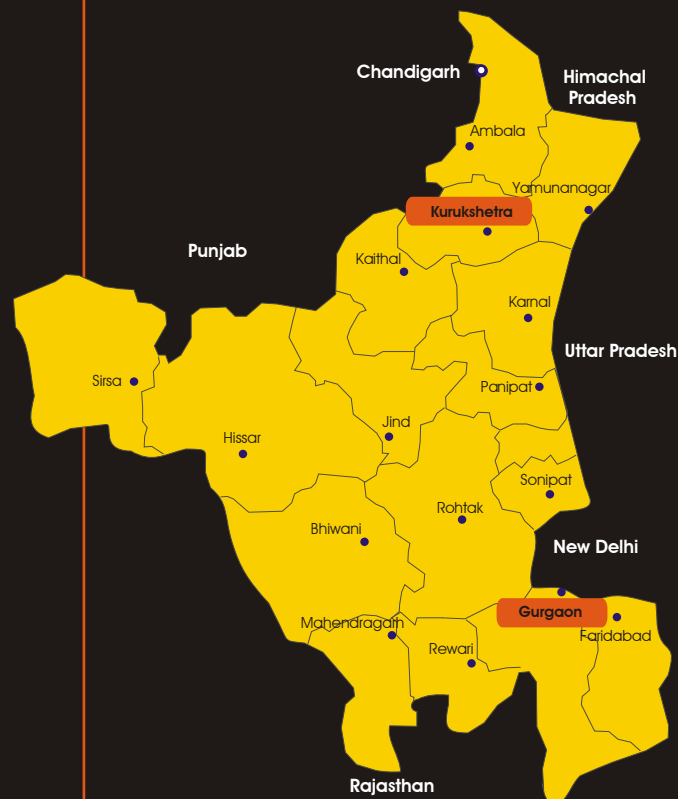 Chandigarh
Himachal
Pradesh
Ambala
Yamunanagar
Kurukshetra
Punjab
Kaithal
Karnal
Uttar Pradesh
Sirsa
Panipat
Jind
Hissar
Sonipat
Rohtak
Bhiwani
New Delhi
Gurgaon
Mahendragarh
Faridabad
Rewari
Rajasthan